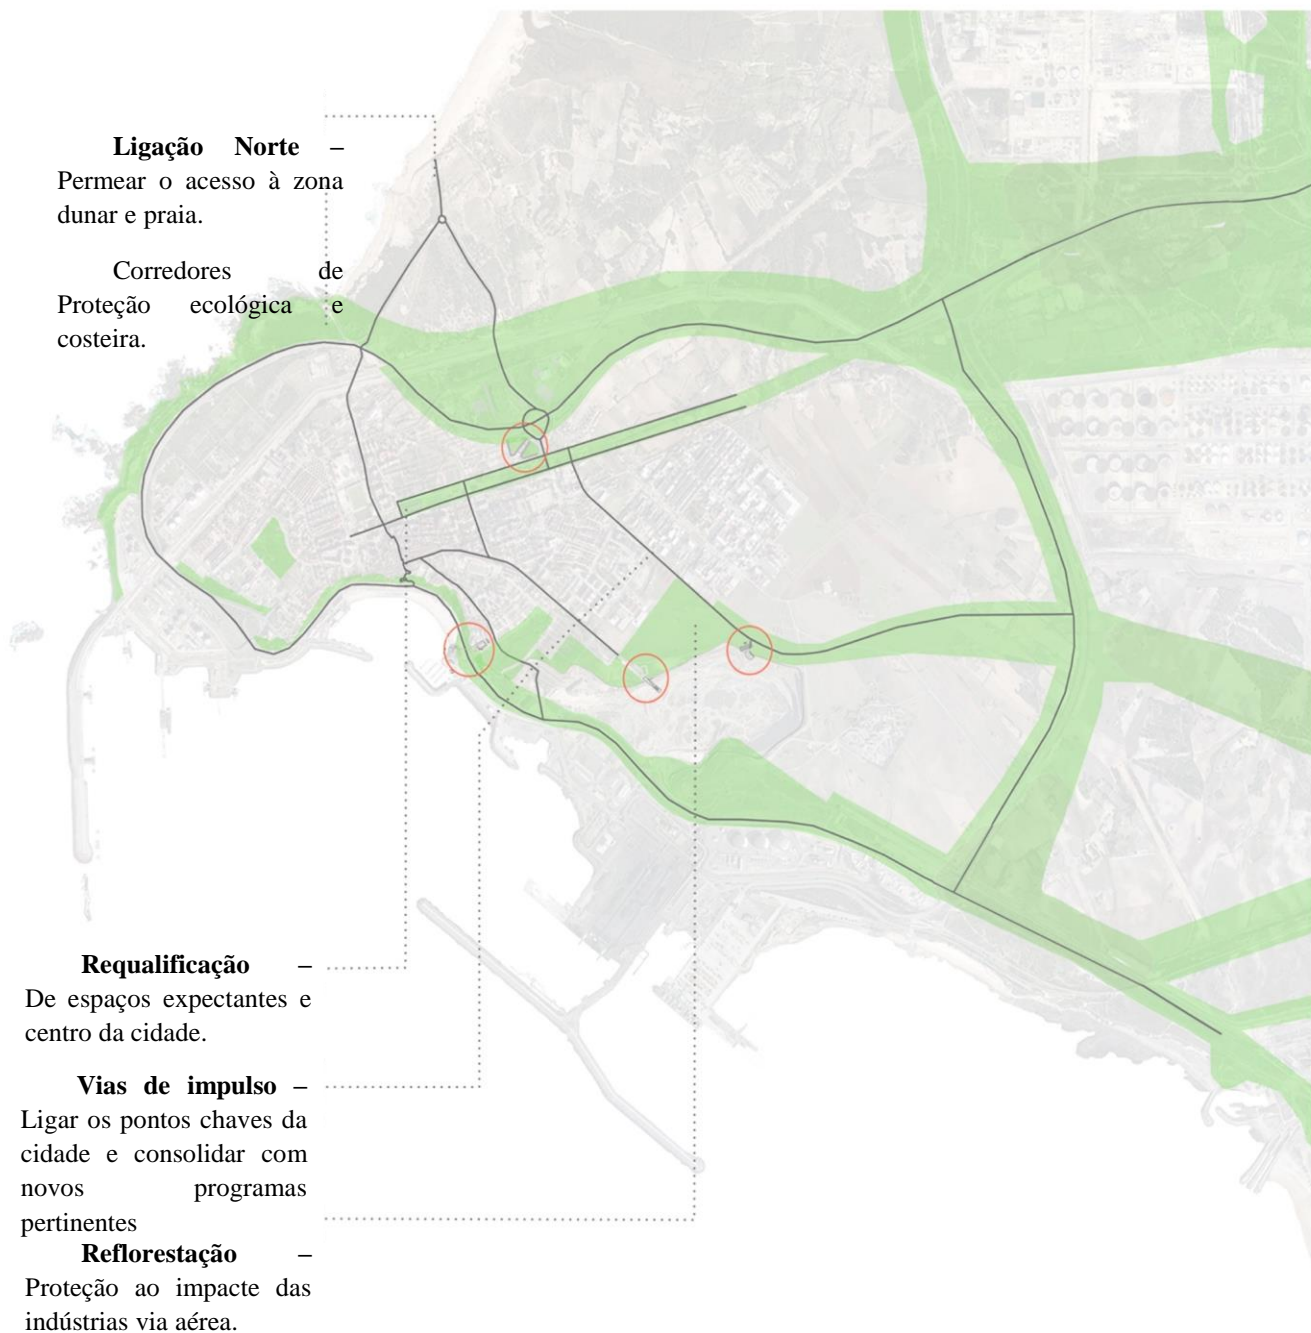 Ligação Norte –
Permear o acesso à zona
dunar e praia.
Corredores de
Proteção ecológica e
costeira.
Requalificação –
De espaços expectantes e
centro da cidade.
Vias de impulso –
Ligar os pontos chaves da
cidade e consolidar com
novos programas
pertinentes
Reflorestação –
Proteção ao impacte das
indústrias via aérea.